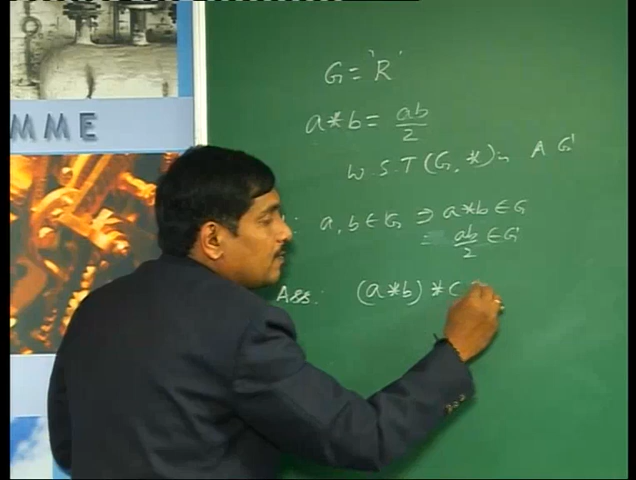 MME
G = 'R'
a * b = ab/2
W.S.T (G, *) is A G'
: a, b ∈ G ⇒ a * b ∈ G
= ab/2 ∈ G
Ass: (a * b) * c